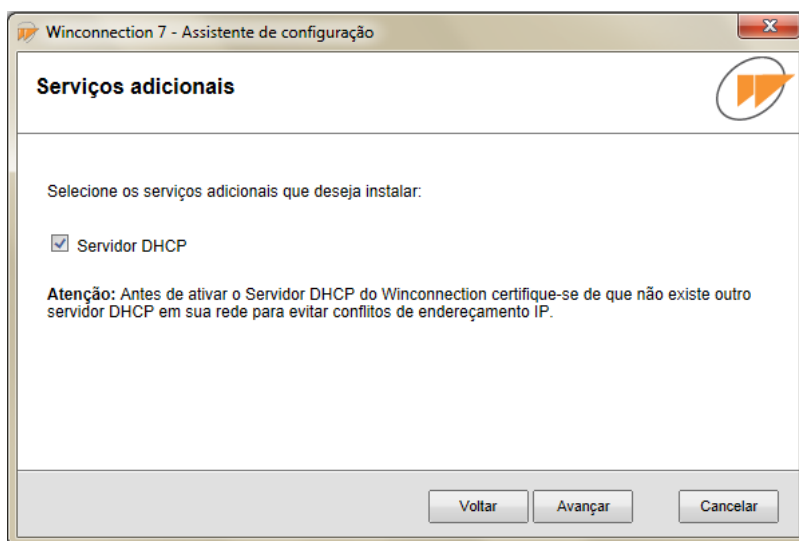 Winconnection 7 - Assistente de configuração
Serviços adicionais
Selecione os serviços adicionais que deseja instalar:
Servidor DHCP
Atenção: Antes de ativar o Servidor DHCP do Winconnection certifique-se de que não existe outro
servidor DHCP em sua rede para evitar conflitos de endereçamento IP.
Voltar
Avançar
Cancelar